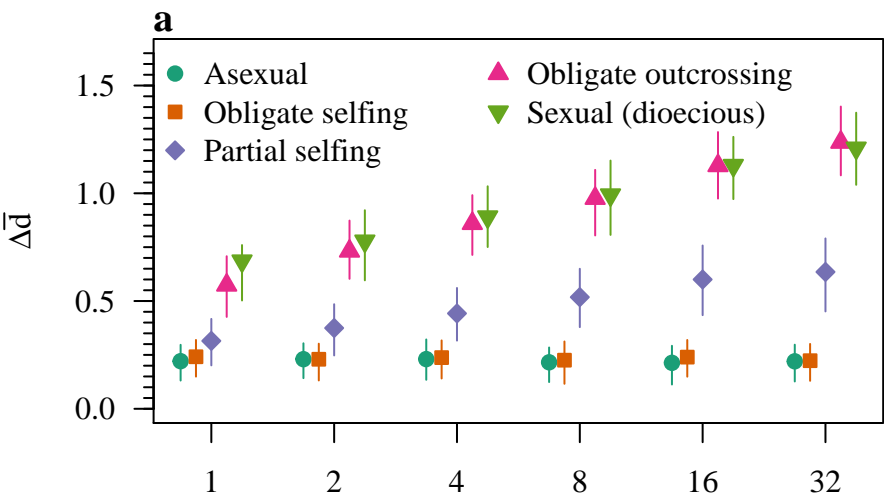 a
Asexual
Obligate selfing
Partial selfing
Obligate outcrossing
Sexual (dioecious)
Δd̅
1.5
1.0
0.5
0.0
1 2 4 8 16 32